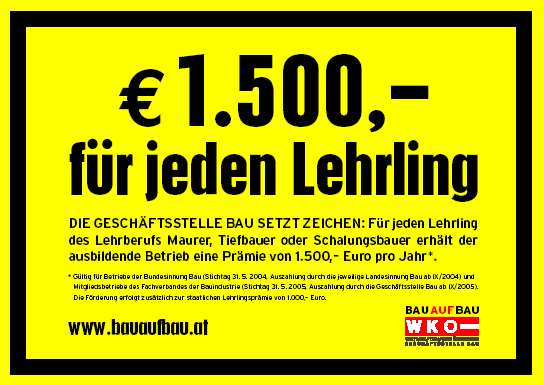 € 1.500,–
für jeden Lehrling
DIE GESCHÄFTSSTELLE BAU SETZT ZEICHEN: Für jeden Lehrling
des Lehrberufs Maurer, Tiefbauer oder Schalungsbauer erhält der
ausbildende Betrieb eine Prämie von 1.500,- Euro pro Jahr*.
* Gültig für Betriebe der Bundesinnung Bau (Stichtag 31. 5. 2004, Auszahlung durch die jeweilige Landesinnung Bau ab IX/2004) und
Mitgliedsbetriebe des Fachverbandes der Bauindustrie (Stichtag 31. 5. 2005, Auszahlung durch die Geschäftsstelle Bau ab IX/2005).
Die Förderung erfolgt zusätzlich zur staatlichen Lehrlingsprämie von 1.000,- Euro.
BAUAUFBAU
WKO
GESCHÄFTSSTELLE BAU
www.bauaufbau.at